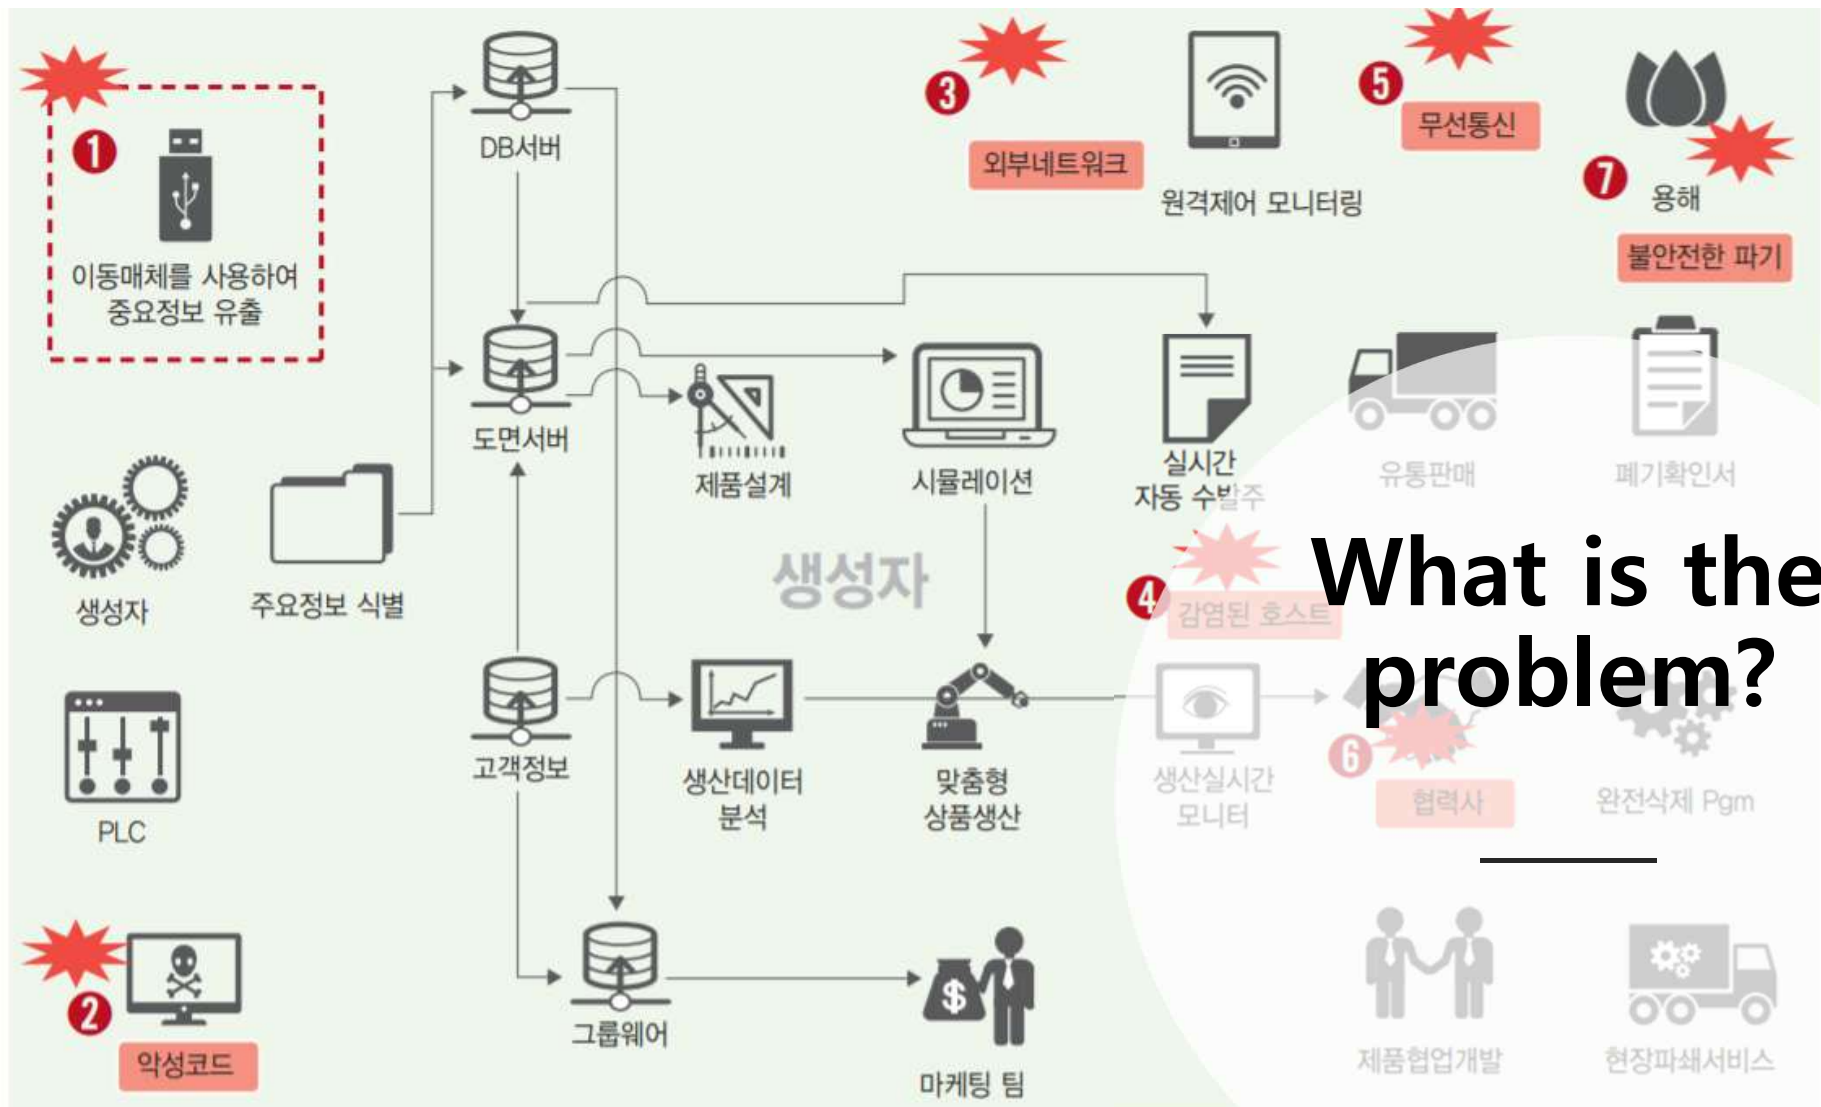 1
이동매체를 사용하여
중요정보 유출
DB서버
3
외부네트워크
원격제어 모니터링
5
무선통신
7
용해
불안전한 파기
도면서버
제품설계
시뮬레이션
실시간
자동 수발주
유통판매
폐기확인서
생성자
주요정보 식별
생성자
4
감염된 호스트
What is the
problem?
PLC
고객정보
생산데이터
분석
맞춤형
상품생산
생산실시간
모니터
6
협력사
완전삭제 Pgm
2
악성코드
그룹웨어
$
마케팅 팀
제품협업개발
현장파쇄서비스